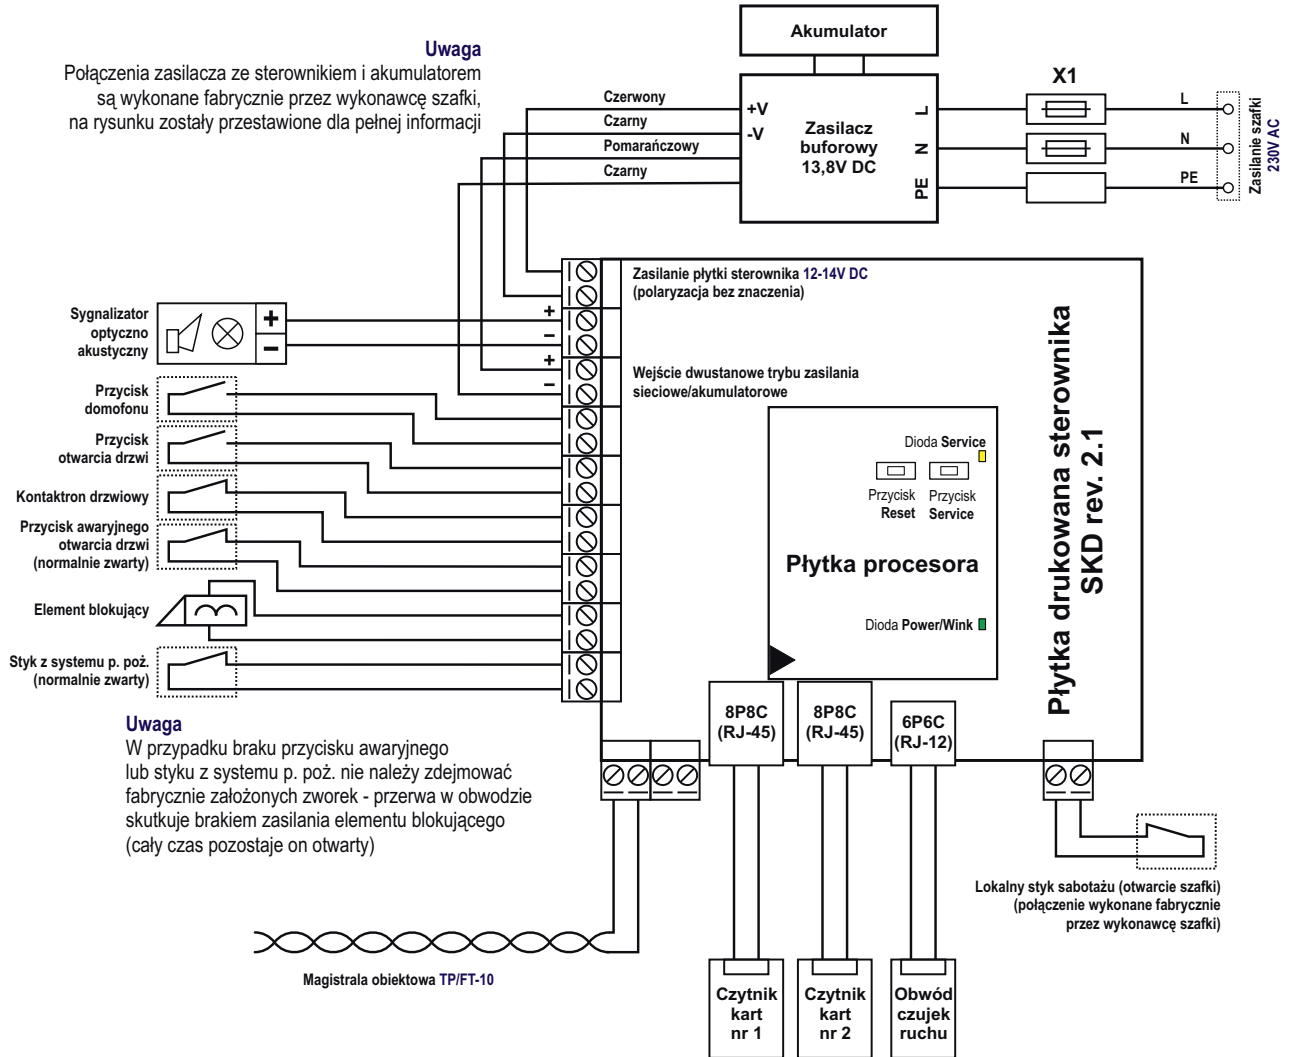 Akumulator
Uwaga
Połączenia zasilacza ze sterownikiem i akumulatorem
są wykonane fabrycznie przez wykonawcę szafki,
na rysunku zostały przestawione dla pełnej informacji
Czerwony
Czarny
Pomarańczowy
Czarny
+V
-V
Zasilacz
buforowy
13,8V DC
L
N
PE
X1
L
N
PE
Zasilanie szafki
230V AC
Zasilanie płytki sterownika 12-14V DC
(polaryzacja bez znaczenia)
Sygnalizator
optyczno
akustyczny
+
−
+
−
+
−
Wejście dwustanowe trybu zasilania
sieciowe/akumulatorowe
Przycisk
domofonu
Przycisk
otwarcia drzwi
Kontaktron drzwiowy
Przycisk awaryjnego
otwarcia drzwi
(normalnie zwarty)
Element blokujący
Styk z systemu p. poż.
(normalnie zwarty)
Dioda Service
Przycisk
Reset
Przycisk
Service
Płytka procesora
Dioda Power/Wink
Płytka drukowana sterownika
SKD rev. 2.1
8P8C
(RJ-45)
8P8C
(RJ-45)
6P6C
(RJ-12)
Uwaga
W przypadku braku przycisku awaryjnego
lub styku z systemu p. poż. nie należy zdejmować
fabrycznie założonych zworek - przerwa w obwodzie
skutkuje brakiem zasilania elementu blokującego
(cały czas pozostaje on otwarty)
Lokalny styk sabotażu (otwarcie szafki)
(połączenie wykonane fabrycznie
przez wykonawcę szafki)
Magistrala obiektowa TP/FT-10
Czytnik
kart
nr 1
Czytnik
kart
nr 2
Obwód
czujek
ruchu